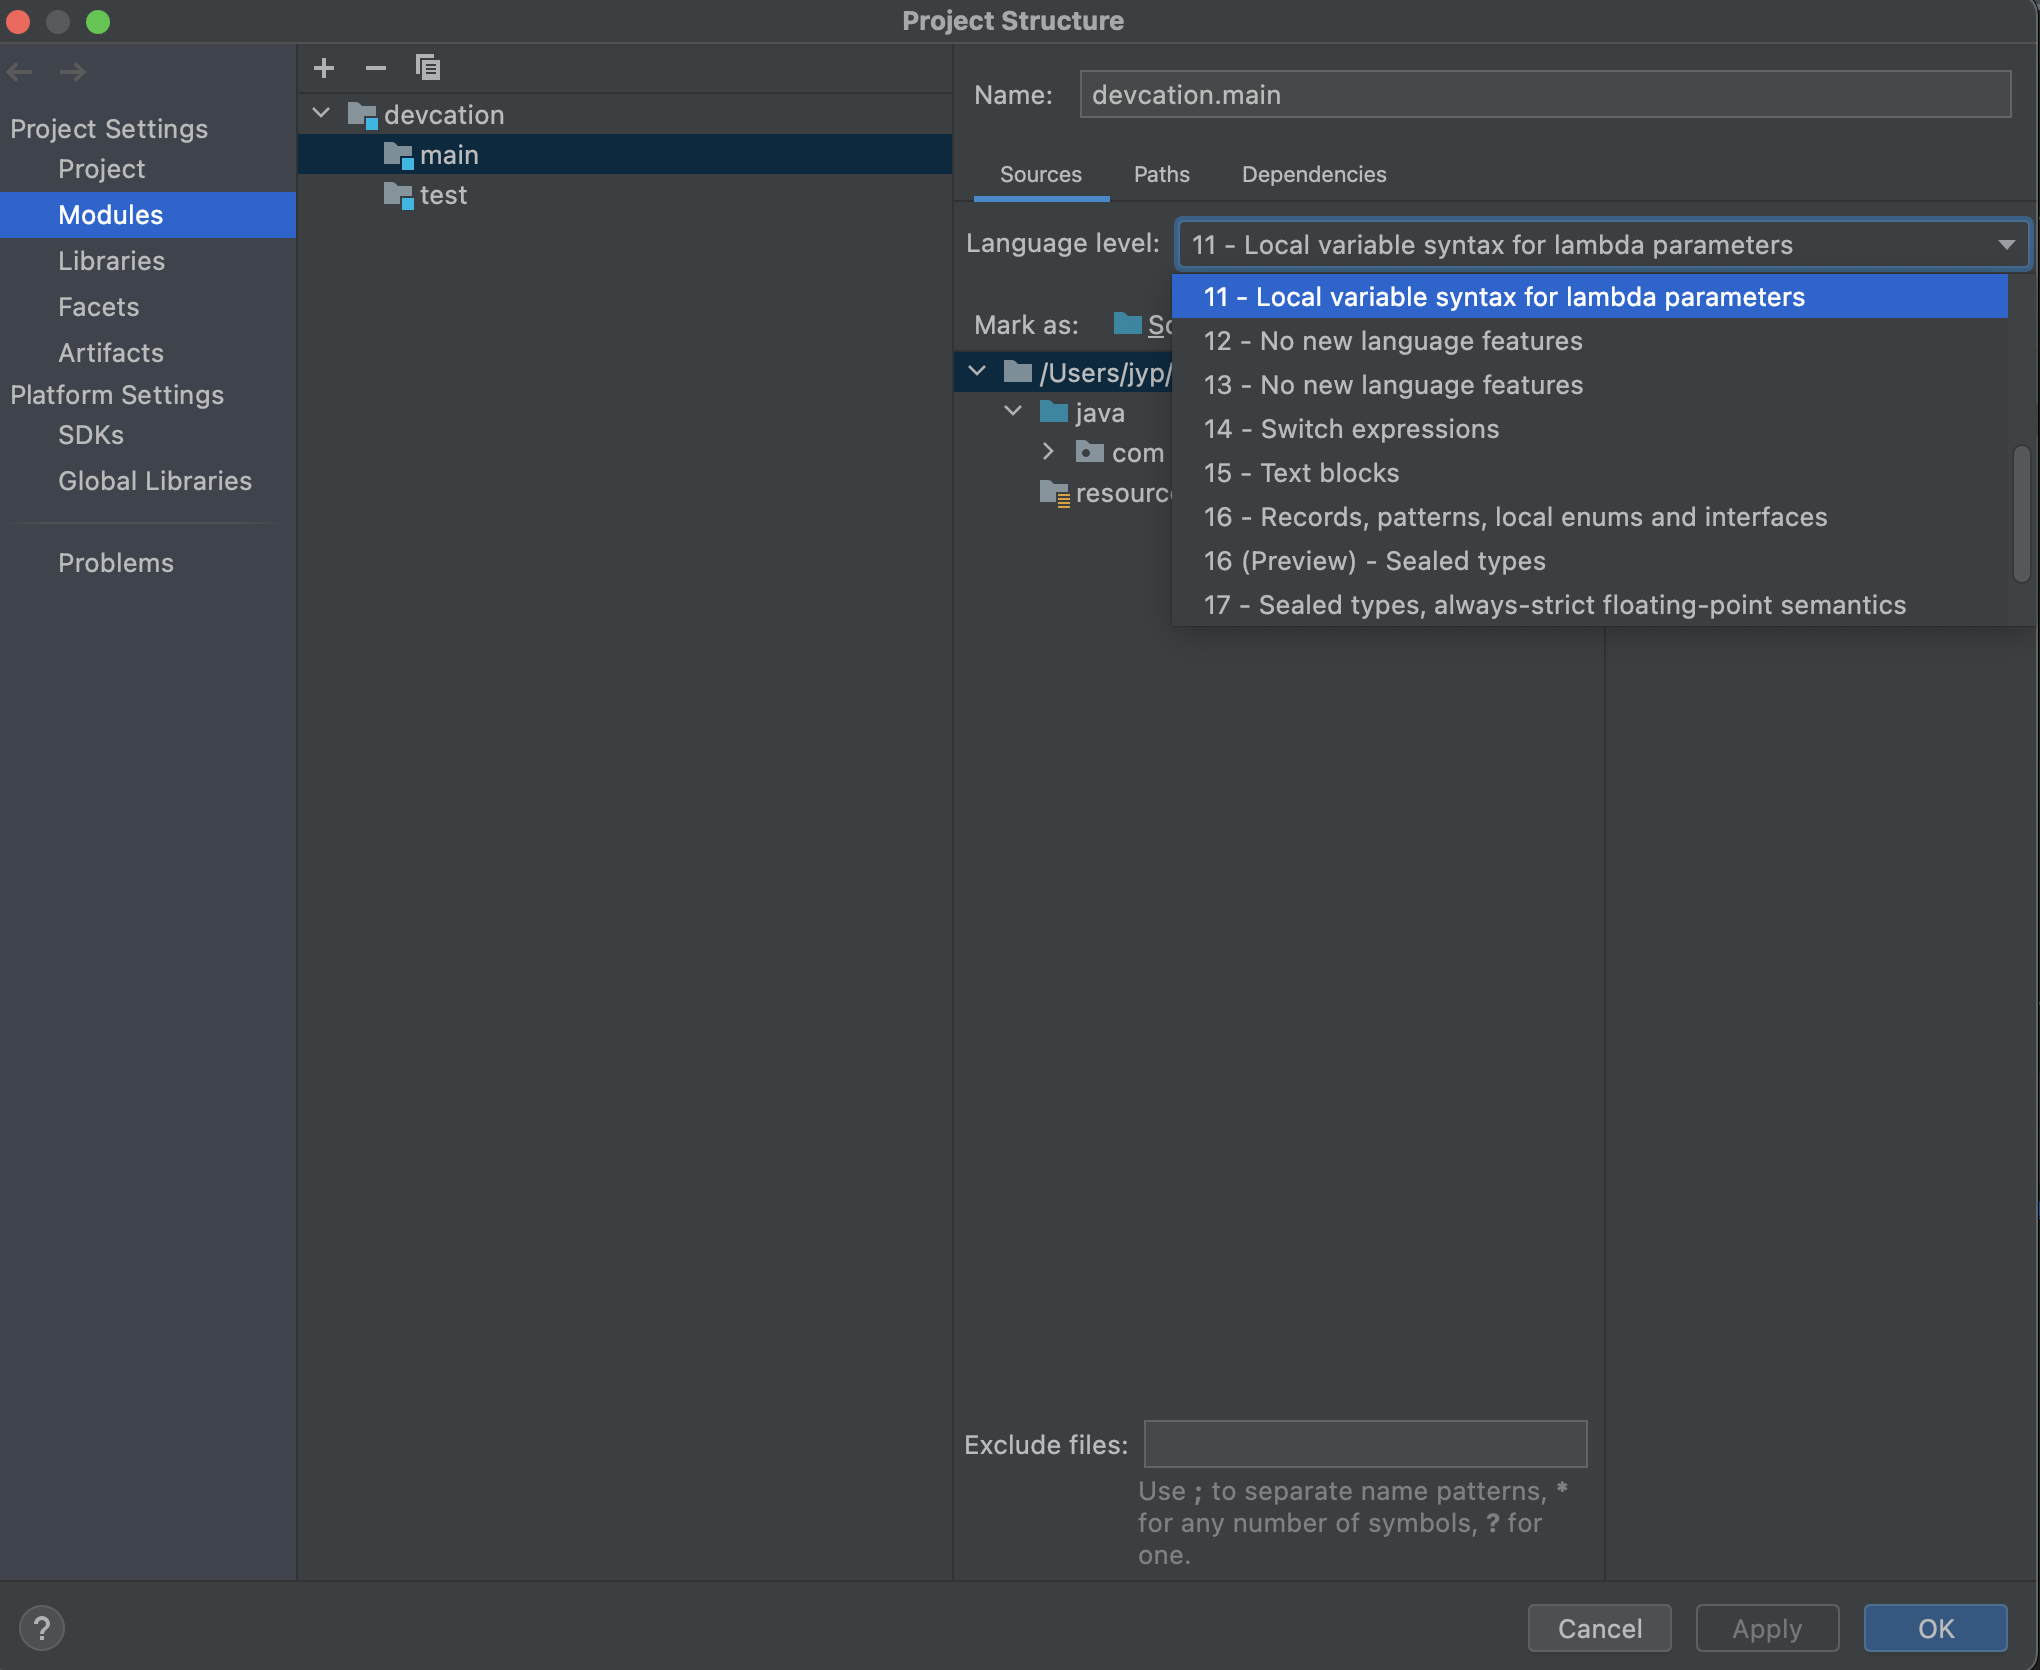 Project Structure
Project Settings
Project
Modules
Libraries
Facets
Artifacts
Platform Settings
SDKs
Global Libraries
Problems
devcation
main
test
Name: devcation.main
Sources Paths Dependencies
Language level: 11 - Local variable syntax for lambda parameters
11 - Local variable syntax for lambda parameters
12 - No new language features
13 - No new language features
14 - Switch expressions
15 - Text blocks
16 - Records, patterns, local enums and interfaces
16 (Preview) - Sealed types
17 - Sealed types, always-strict floating-point semantics
Mark as:
/Users/jyp/
java
com
Exclude files:
Use ; to separate name patterns, *
for any number of symbols, ? for
one.
?
Cancel Apply OK